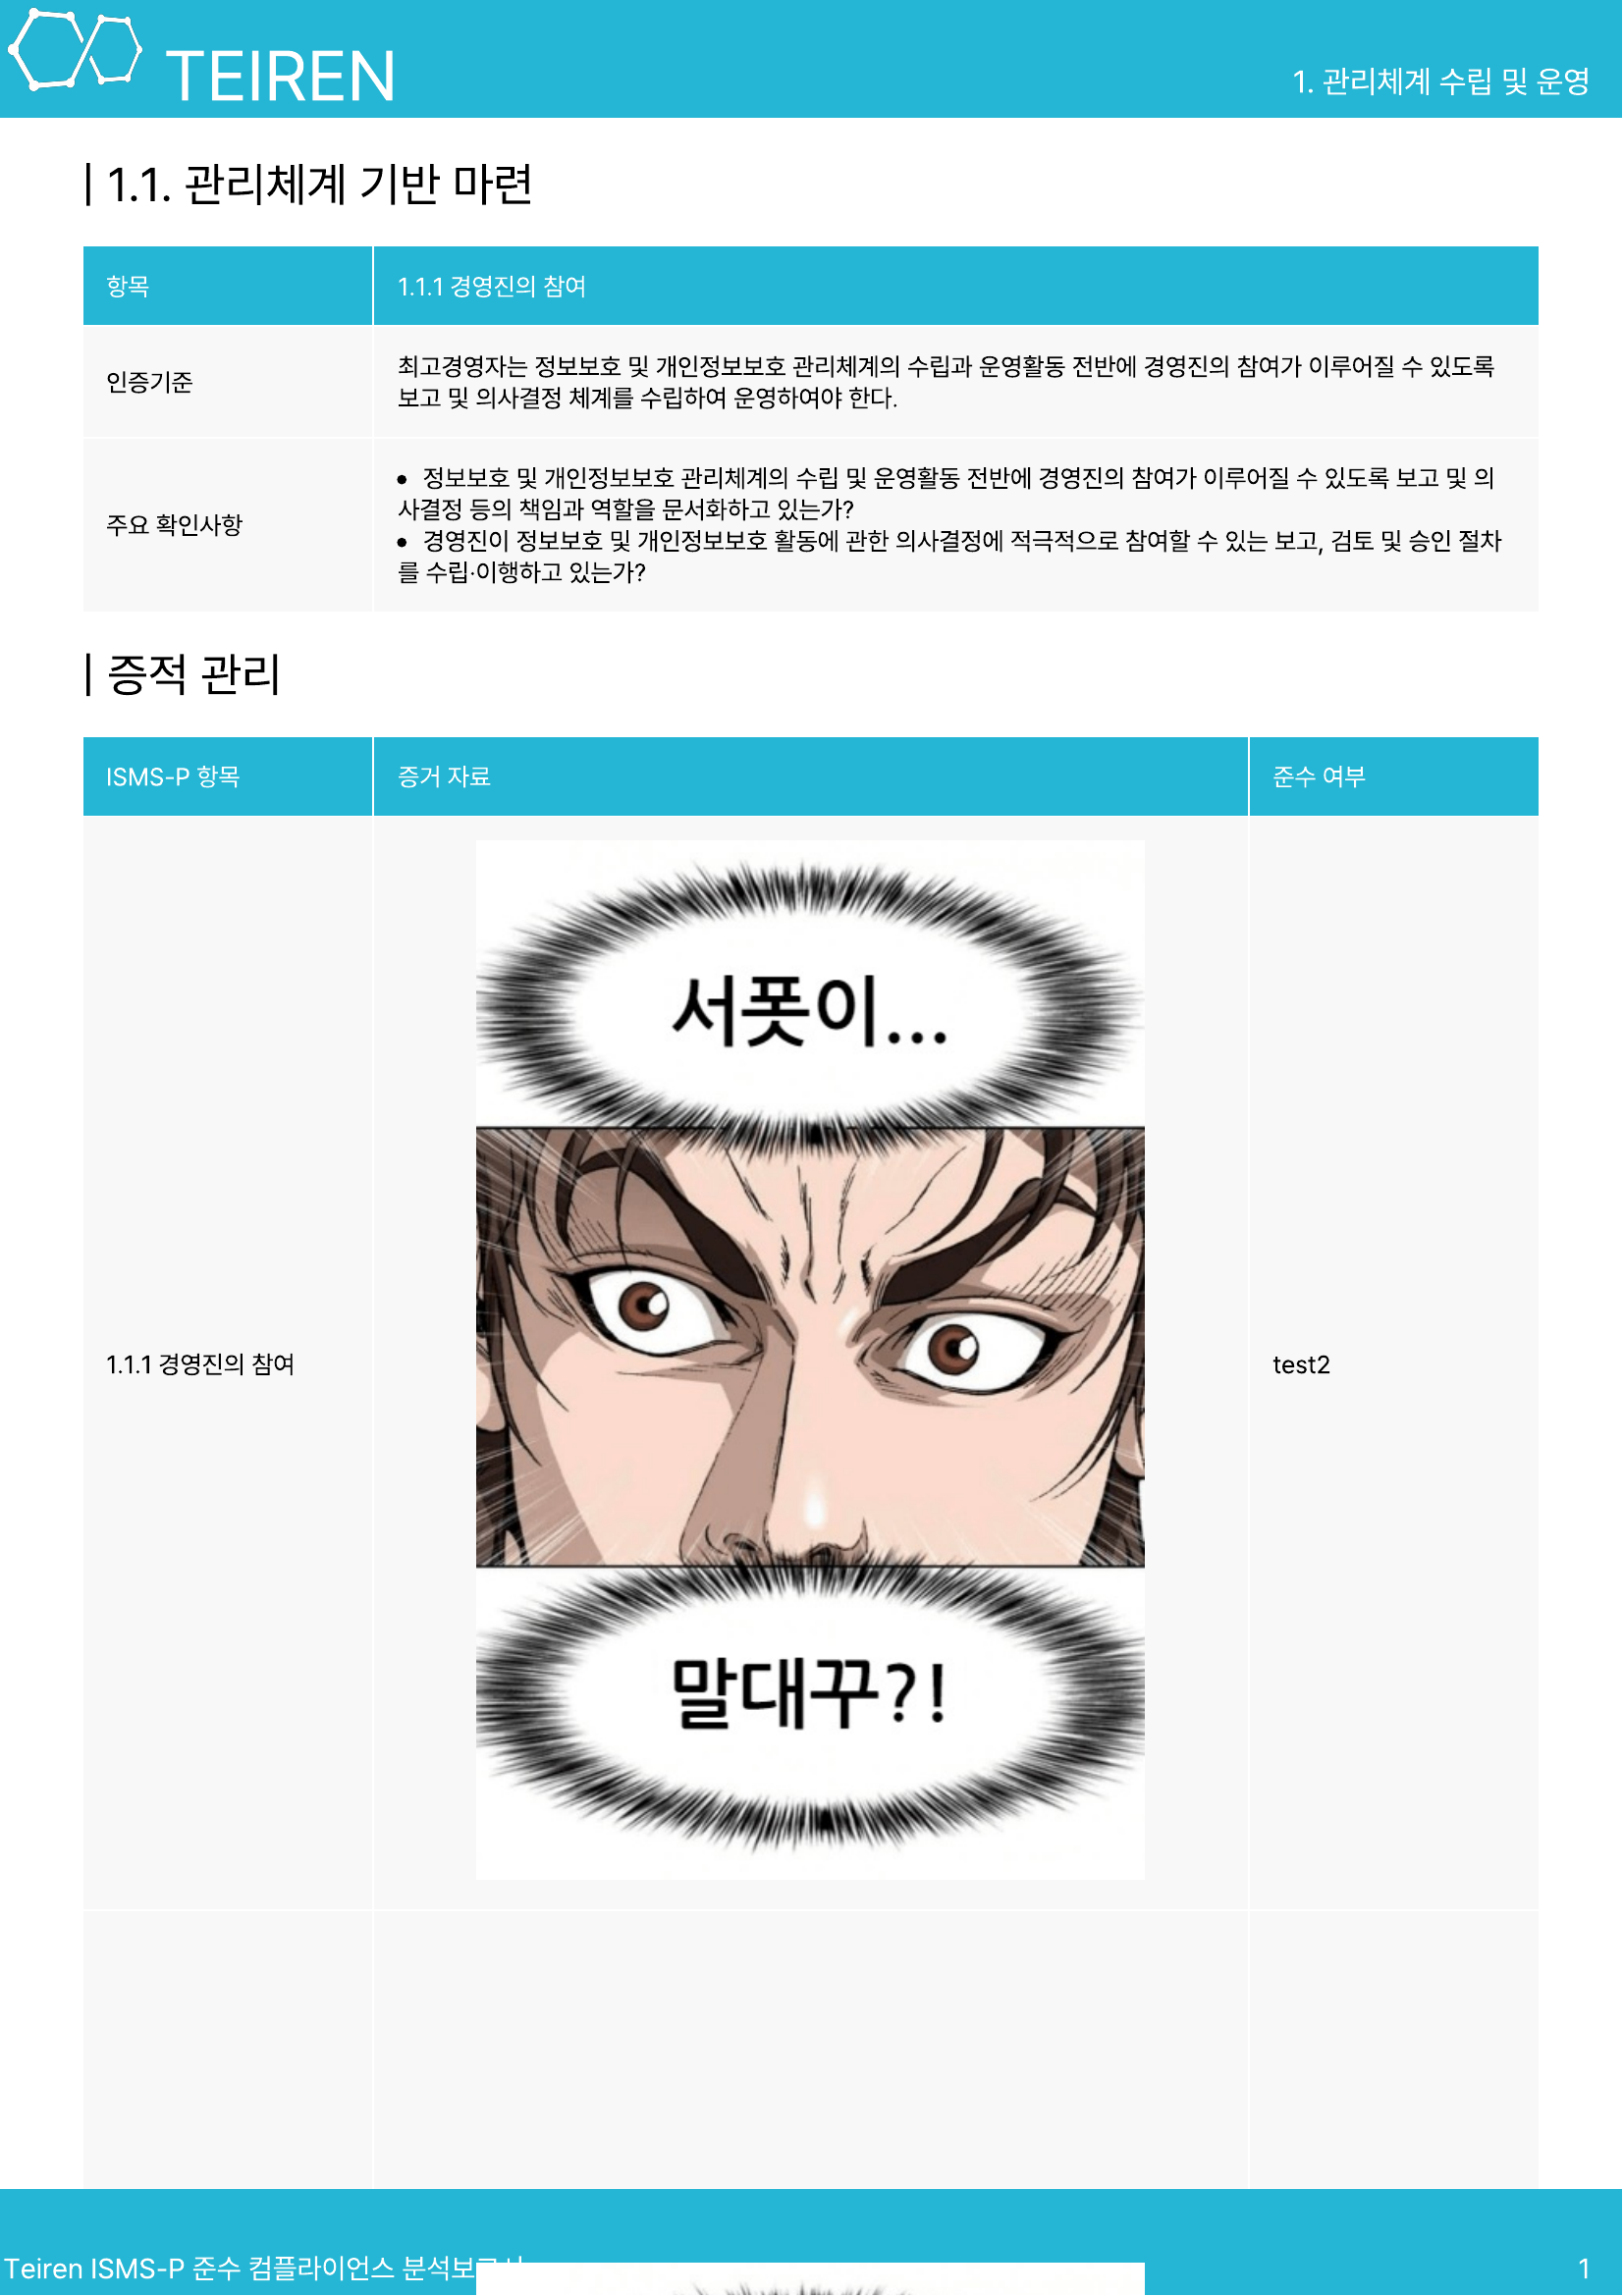 TEIREN
1. 관리체계 수립 및 운영
| 1.1. 관리체계 기반 마련
항목
1.1.1 경영진의 참여
인증기준
최고경영자는 정보보호 및 개인정보보호 관리체계의 수립과 운영활동 전반에 경영진의 참여가 이루어질 수 있도록
보고 및 의사결정 체계를 수립하여 운영하여야 한다.
주요 확인사항
● 정보보호 및 개인정보보호 관리체계의 수립 및 운영활동 전반에 경영진의 참여가 이루어질 수 있도록 보고 및 의
사결정 등의 책임과 역할을 문서화하고 있는가?
● 경영진이 정보보호 및 개인정보보호 활동에 관한 의사결정에 적극적으로 참여할 수 있는 보고, 검토 및 승인 절차
를 수립·이행하고 있는가?
| 증적 관리
ISMS-P 항목
증거 자료
준수 여부
1.1.1 경영진의 참여
서폿이...
말대꾸?!
test2
Teiren ISMS-P 준수 컴플라이언스 분석보
1